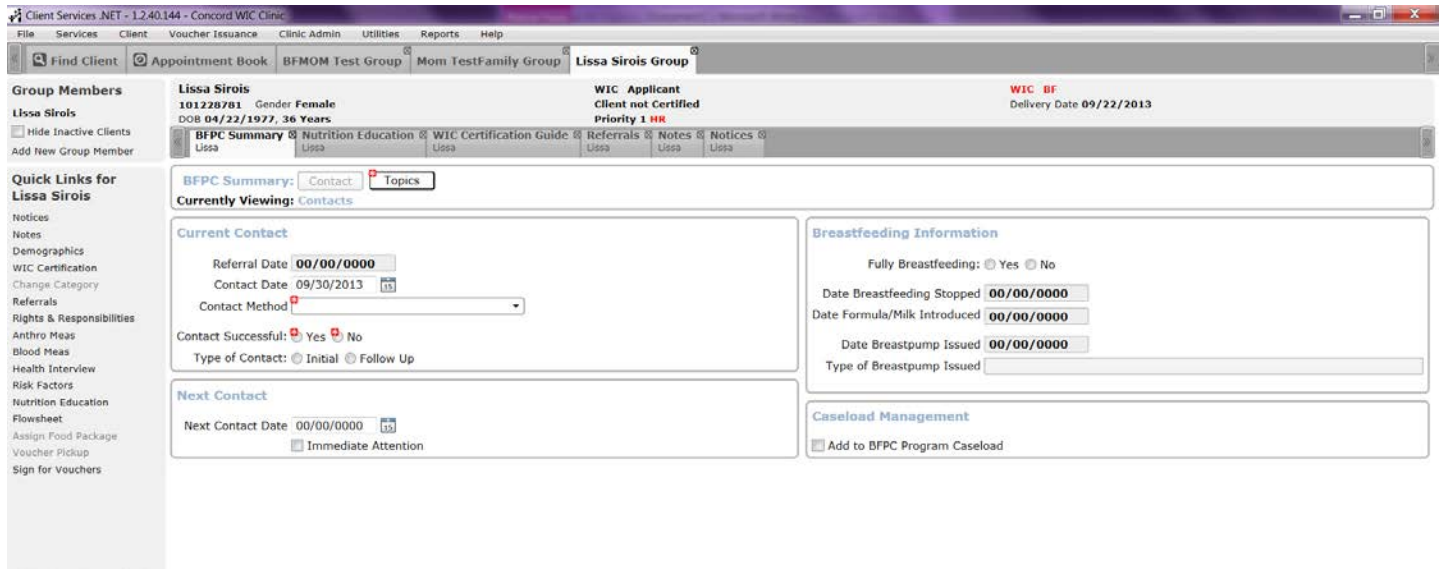 Client Services .NET - 1.2.40.144 - Concord WIC Clinic
File Services Client Voucher Issuance Clinic Admin Utilities Reports Help
Find Client Appointment Book BFMOM Test Group Mom TestFamily Group Lissa Sirois Group
Group Members
Lissa Sirois
Hide Inactive Clients
Add New Group Member
Quick Links for
Lissa Sirois
Notices
Notes
Demographics
WIC Certification
Change Category
Referrals
Rights & Responsibilities
Anthro Meas
Blood Meas
Health Interview
Risk Factors
Nutrition Education
Flowsheet
Assign Food Package
Voucher Pickup
Sign for Vouchers
Lissa Sirois WIC Applicant WIC BF
101228781 Gender Female Client not Certified Delivery Date 09/22/2013
DOB 04/22/1977, 36 Years Priority 1 HR
BFPC Summary Nutrition Education WIC Certification Guide Referrals Notes Notices
Lissa Lissa Lissa Lissa Lissa Lissa
BFPC Summary: Contact Topics
Currently Viewing: Contacts
Current Contact
Referral Date 00/00/0000
Contact Date 09/30/2013 15
Contact Method
Contact Successful: Yes No
Type of Contact: Initial Follow Up
Next Contact
Next Contact Date 00/00/0000 15
Immediate Attention
Breastfeeding Information
Fully Breastfeeding: Yes No
Date Breastfeeding Stopped 00/00/0000
Date Formula/Milk Introduced 00/00/0000
Date Breastpump Issued 00/00/0000
Type of Breastpump Issued
Caseload Management
Add to BFPC Program Caseload